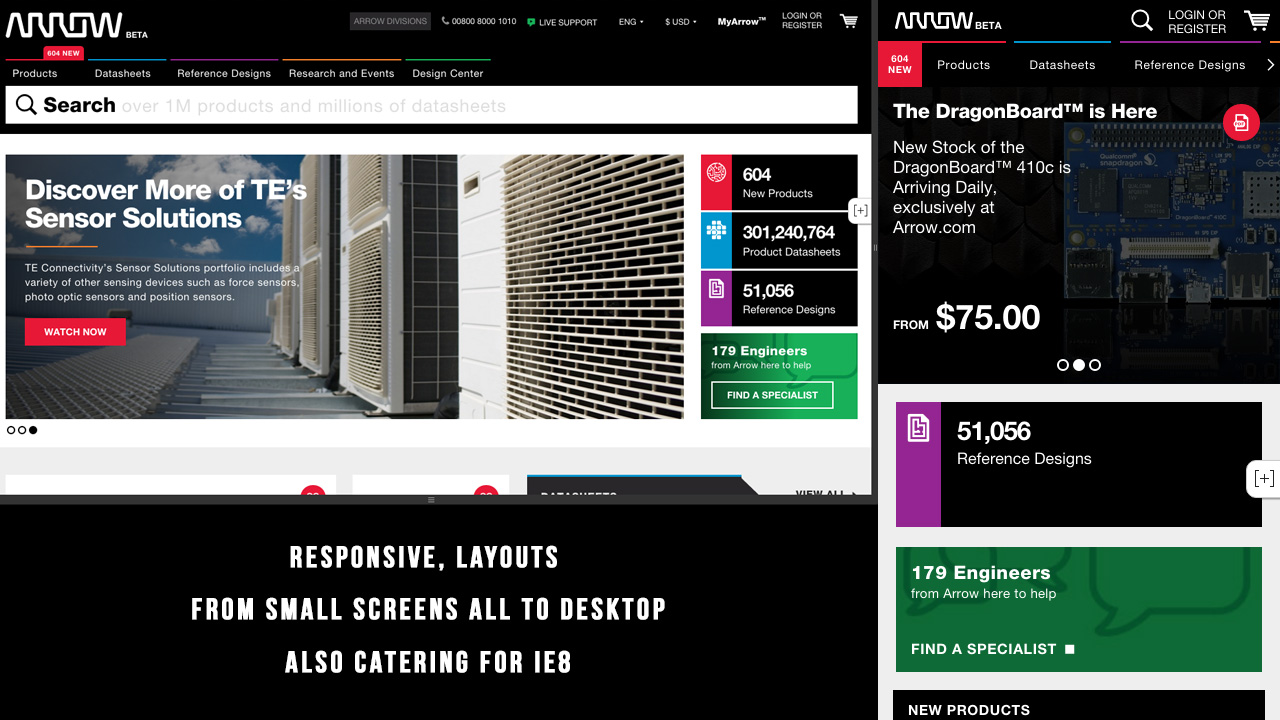 ARROW BETA
ARROW DIVISIONS
00800 8000 1010
LIVE SUPPORT
ENG
$ USD
MyArrow™
LOGIN OR
REGISTER
604 NEW
Products
Datasheets
Reference Designs
Research and Events
Design Center
Search over 1M products and millions of datasheets
Discover More of TE's
Sensor Solutions
TE Connectivity's Sensor Solutions portfolio includes a
variety of other sensing devices such as force sensors,
photo optic sensors and position sensors.
WATCH NOW
604
New Products
301,240,764
Product Datasheets
51,056
Reference Designs
[+]
179 Engineers
from Arrow here to help
FIND A SPECIALIST
DATASHEETS
VIEW ALL
RESPONSIVE, LAYOUTS
FROM SMALL SCREENS ALL TO DESKTOP
ALSO CATERING FOR IE8
ARROW BETA
LOGIN OR
REGISTER
604
NEW
Products
Datasheets
Reference Designs
The DragonBoard™ is Here
New Stock of the
DragonBoard™ 410c is
Arriving Daily,
exclusively at
Arrow.com
Qualcomm
snapdragon
DragonBoard 410C
FROM $75.00
51,056
Reference Designs
[+]
179 Engineers
from Arrow here to help
FIND A SPECIALIST
NEW PRODUCTS